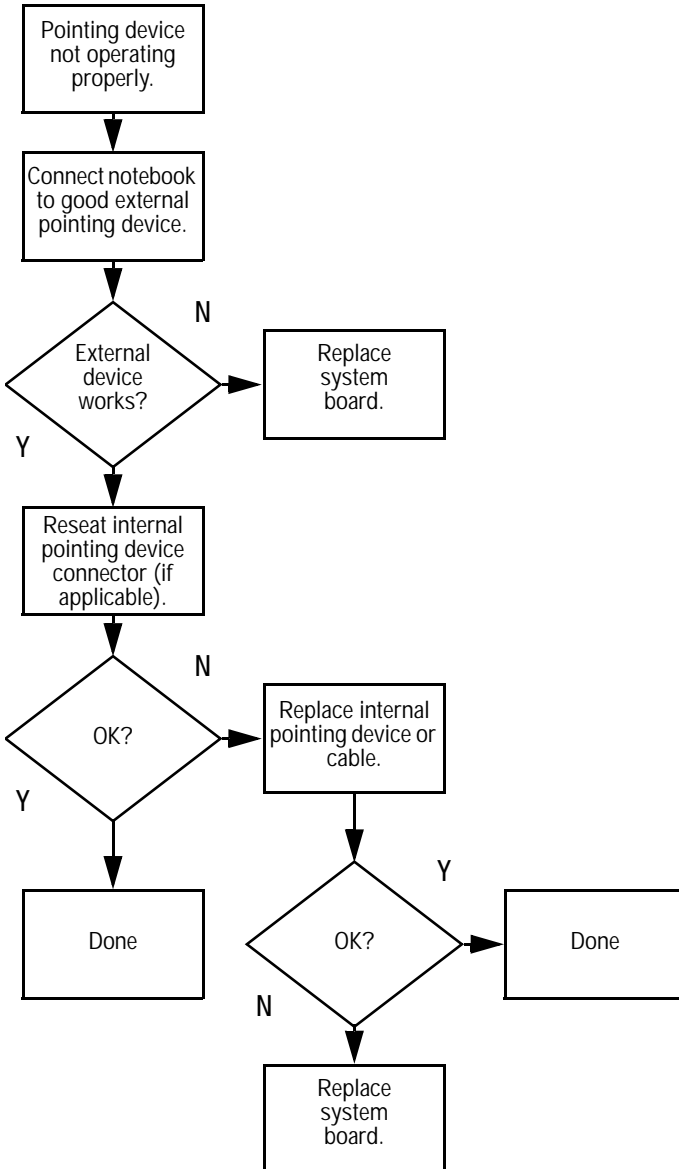 Pointing device
not operating
properly.
Connect notebook
to good external
pointing device.
N
External
device
works?
Replace
system
board.
Y
Reseat internal
pointing device
connector (if
applicable).
N
OK?
Replace internal
pointing device or
cable.
Y
Y
Done
OK?
Done
N
Replace
system
board.